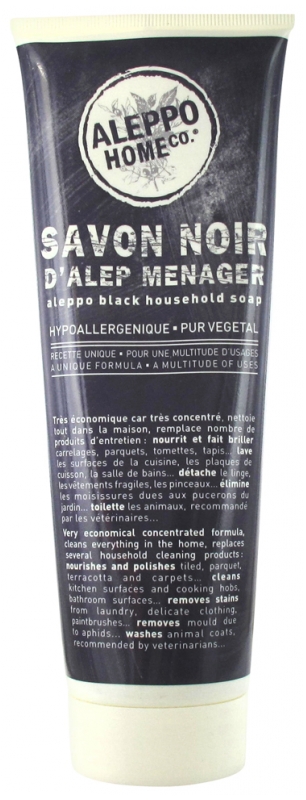 ALEPPO
HOME CO.®
SAVON NOIR
D'ALEP MENAGER
aleppo black household soap
HYPOALLERGENIQUE • PUR VEGETAL
RECETTE UNIQUE • POUR UNE MULTITUDE D'USAGES
A UNIQUE FORMULA • A MULTITUDE OF USES
Très économique car très concentré, nettoie
tout dans la maison, remplace nombre de
produits d'entretien : nourrit et fait briller
carrelages, parquets, tomettes, tapis... lave
les surfaces de la cuisine, les plaques de
cuisson, la salle de bains... détache le linge,
les vêtements fragiles, les pinceaux... élimine
les moisissures dues aux pucerons du
jardin... toilette les animaux, recommandé
par les vétérinaires...
Very economical concentrated formula,
cleans everything in the home, replaces
several household cleaning products :
nourishes and polishes tiled, parquet,
terracotta and carpets... cleans
kitchen surfaces and cooking hobs,
bathroom surfaces... removes stains
from laundry, delicate clothing,
paintbrushes... removes mould due
to aphids... washes animal coats,
recommended by veterinarians...